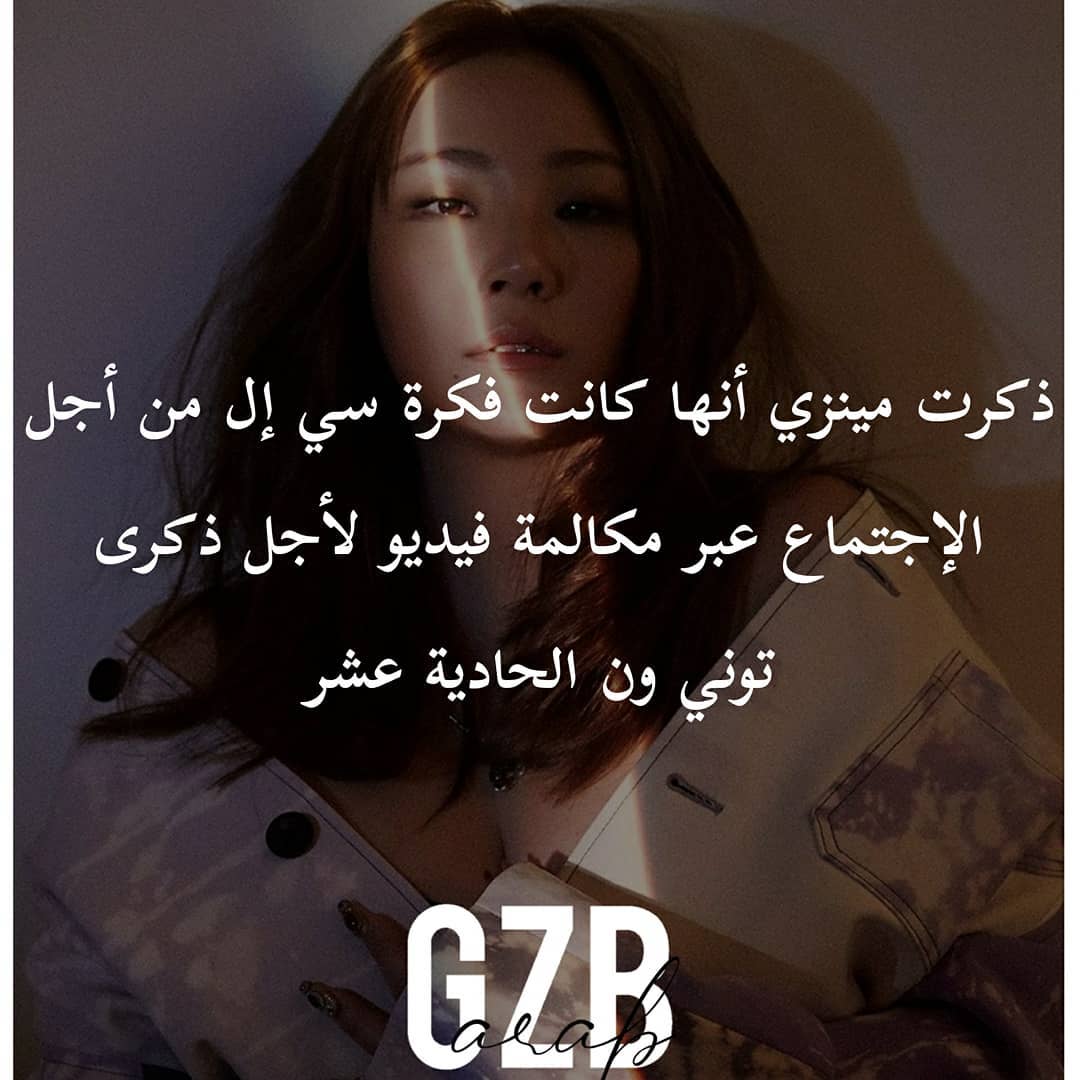 ذكرت مينزي أنها كانت فكرة سي إل من أجل
الإجتماع عبر مكالمة فيديو لأجل ذكرى
توني ون الحادية عشر
GZB
arab